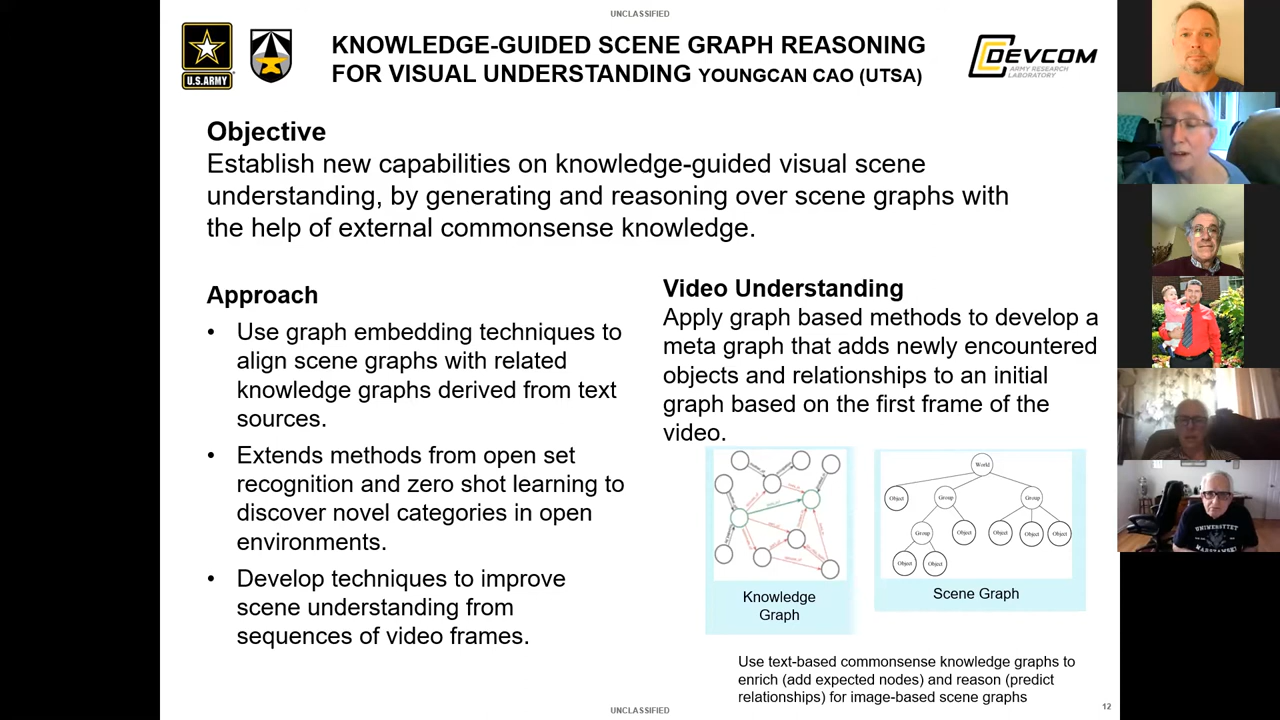 UNCLASSIFIED
U.S.ARMY
KNOWLEDGE-GUIDED SCENE GRAPH REASONING
FOR VISUAL UNDERSTANDING YOUNGCAN CAO (UTSA)
DEVCOM
ARMY RESEARCH
LABORATORY
Objective
Establish new capabilities on knowledge-guided visual scene
understanding, by generating and reasoning over scene graphs with
the help of external commonsense knowledge.
Approach
• Use graph embedding techniques to
align scene graphs with related
knowledge graphs derived from text
sources.
• Extends methods from open set
recognition and zero shot learning to
discover novel categories in open
environments.
• Develop techniques to improve
scene understanding from
sequences of video frames.
Video Understanding
Apply graph based methods to develop a
meta graph that adds newly encountered
objects and relationships to an initial
graph based on the first frame of the
video.
Knowledge
Graph
World
Object
Group
Group
Group
Object
Object
Object
Object
Object
Object
Scene Graph
Use text-based commonsense knowledge graphs to
enrich (add expected nodes) and reason (predict
relationships) for image-based scene graphs
UNCLASSIFIED
12
UNIWERSYTET
WARSZAWSKI